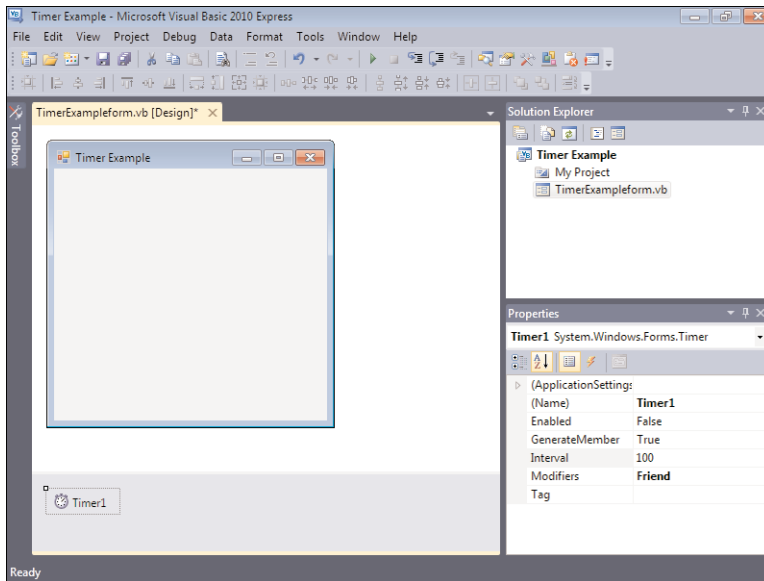 Timer Example - Microsoft Visual Basic 2010 Express
File Edit View Project Debug Data Format Tools Window Help
Toolbox
TimerExampleform.vb [Design]*
Timer Example
Timer1
Solution Explorer
Timer Example
My Project
TimerExampleform.vb
Properties
Timer1 System.Windows.Forms.Timer
(ApplicationSettings
(Name) Timer1
Enabled False
GenerateMember True
Interval 100
Modifiers Friend
Tag
Ready